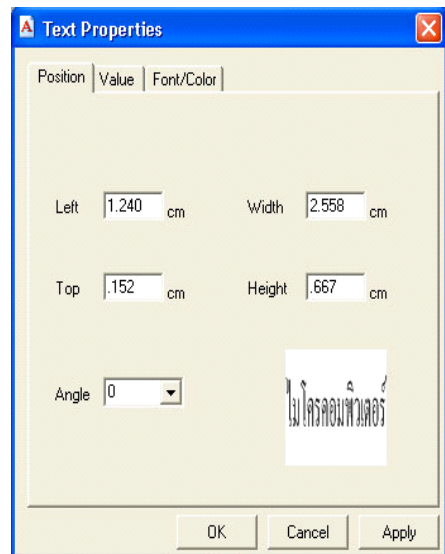 Text Properties
Position Value Font/Color
Left 1.240 cm Width 2.558 cm
Top .152 cm Height .667 cm
Angle 0
ไมโครคอมพิวเตอร์
OK Cancel Apply